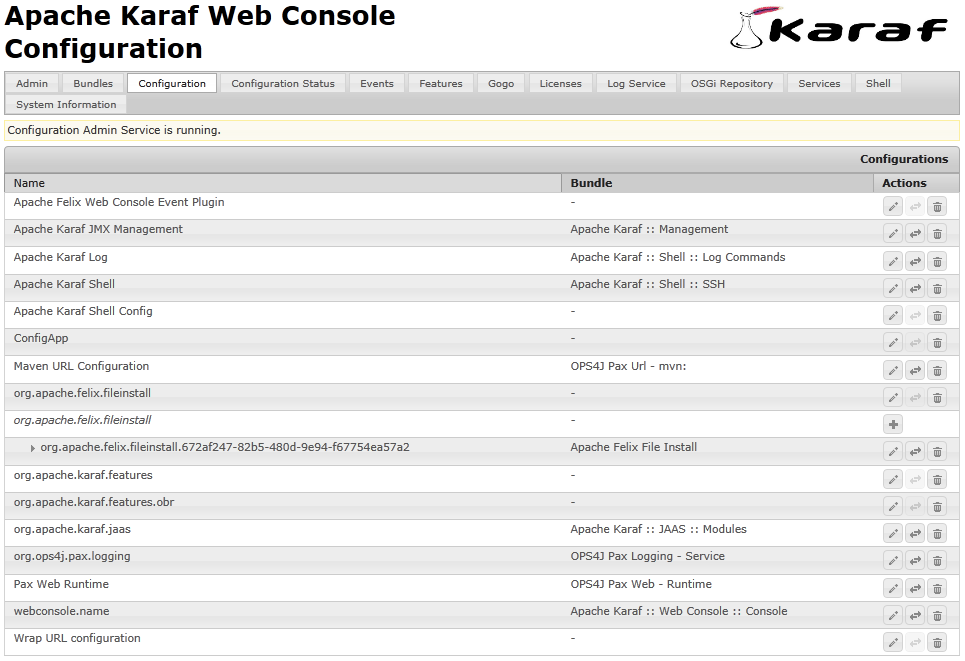 Apache Karaf Web Console
Configuration
Karaf
Admin Bundles Configuration Configuration Status Events Features Gogo Licenses Log Service OSGi Repository Services Shell
System Information
Configuration Admin Service is running.
Configurations
Name Bundle Actions
Apache Felix Web Console Event Plugin -
Apache Karaf JMX Management Apache Karaf :: Management
Apache Karaf Log Apache Karaf :: Shell :: Log Commands
Apache Karaf Shell Apache Karaf :: Shell :: SSH
Apache Karaf Shell Config -
ConfigApp -
Maven URL Configuration OPS4J Pax Url - mvn:
org.apache.felix.fileinstall -
org.apache.felix.fileinstall -
org.apache.felix.fileinstall.672af247-82b5-480d-9e94-f67754ea57a2 Apache Felix File Install
org.apache.karaf.features -
org.apache.karaf.features.obr -
org.apache.karaf.jaas Apache Karaf :: JAAS :: Modules
org.ops4j.pax.logging OPS4J Pax Logging - Service
Pax Web Runtime OPS4J Pax Web - Runtime
webconsole.name Apache Karaf :: Web Console :: Console
Wrap URL configuration -